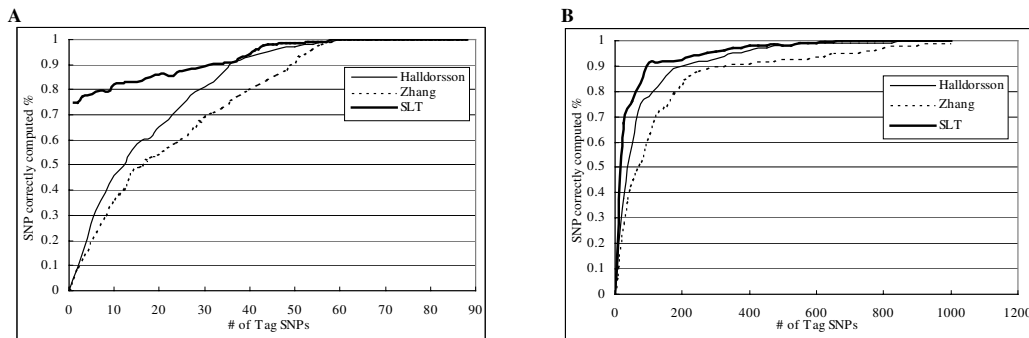 A
SNP correctly computed %
1
0.9
0.8
0.7
0.6
0.5
0.4
0.3
0.2
0.1
0
0 10 20 30 40 50 60 70 80 90
# of Tag SNPs
Halldorsson
Zhang
SLT
B
SNP correctly computed %
1
0.9
0.8
0.7
0.6
0.5
0.4
0.3
0.2
0.1
0
0 200 400 600 800 1000 1200
# of Tag SNPs
Halldorsson
Zhang
SLT